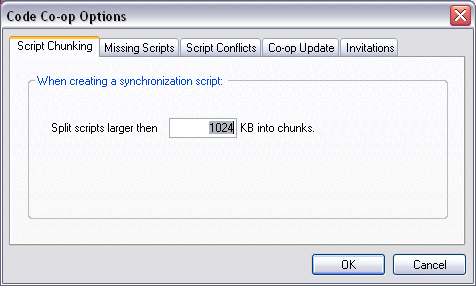 Code Co-op Options
Script Chunking Missing Scripts Script Conflicts Co-op Update Invitations
When creating a synchronization script:
Split scripts larger then 1024 KB into chunks.
OK Cancel